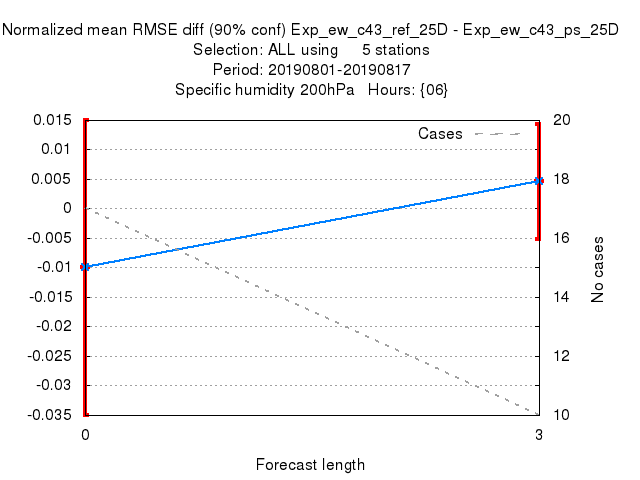 Normalized mean RMSE diff (90% conf) Exp_ew_c43_ref_25D - Exp_ew_c43_ps_25D
Selection: ALL using 5 stations
Period: 20190801-20190817
Specific humidity 200hPa Hours: {06}
0.015
0.01
0.005
0
-0.005
-0.01
-0.015
-0.02
-0.025
-0.03
-0.035
Cases
20
18
16
14
12
10
No cases
0
3
Forecast length